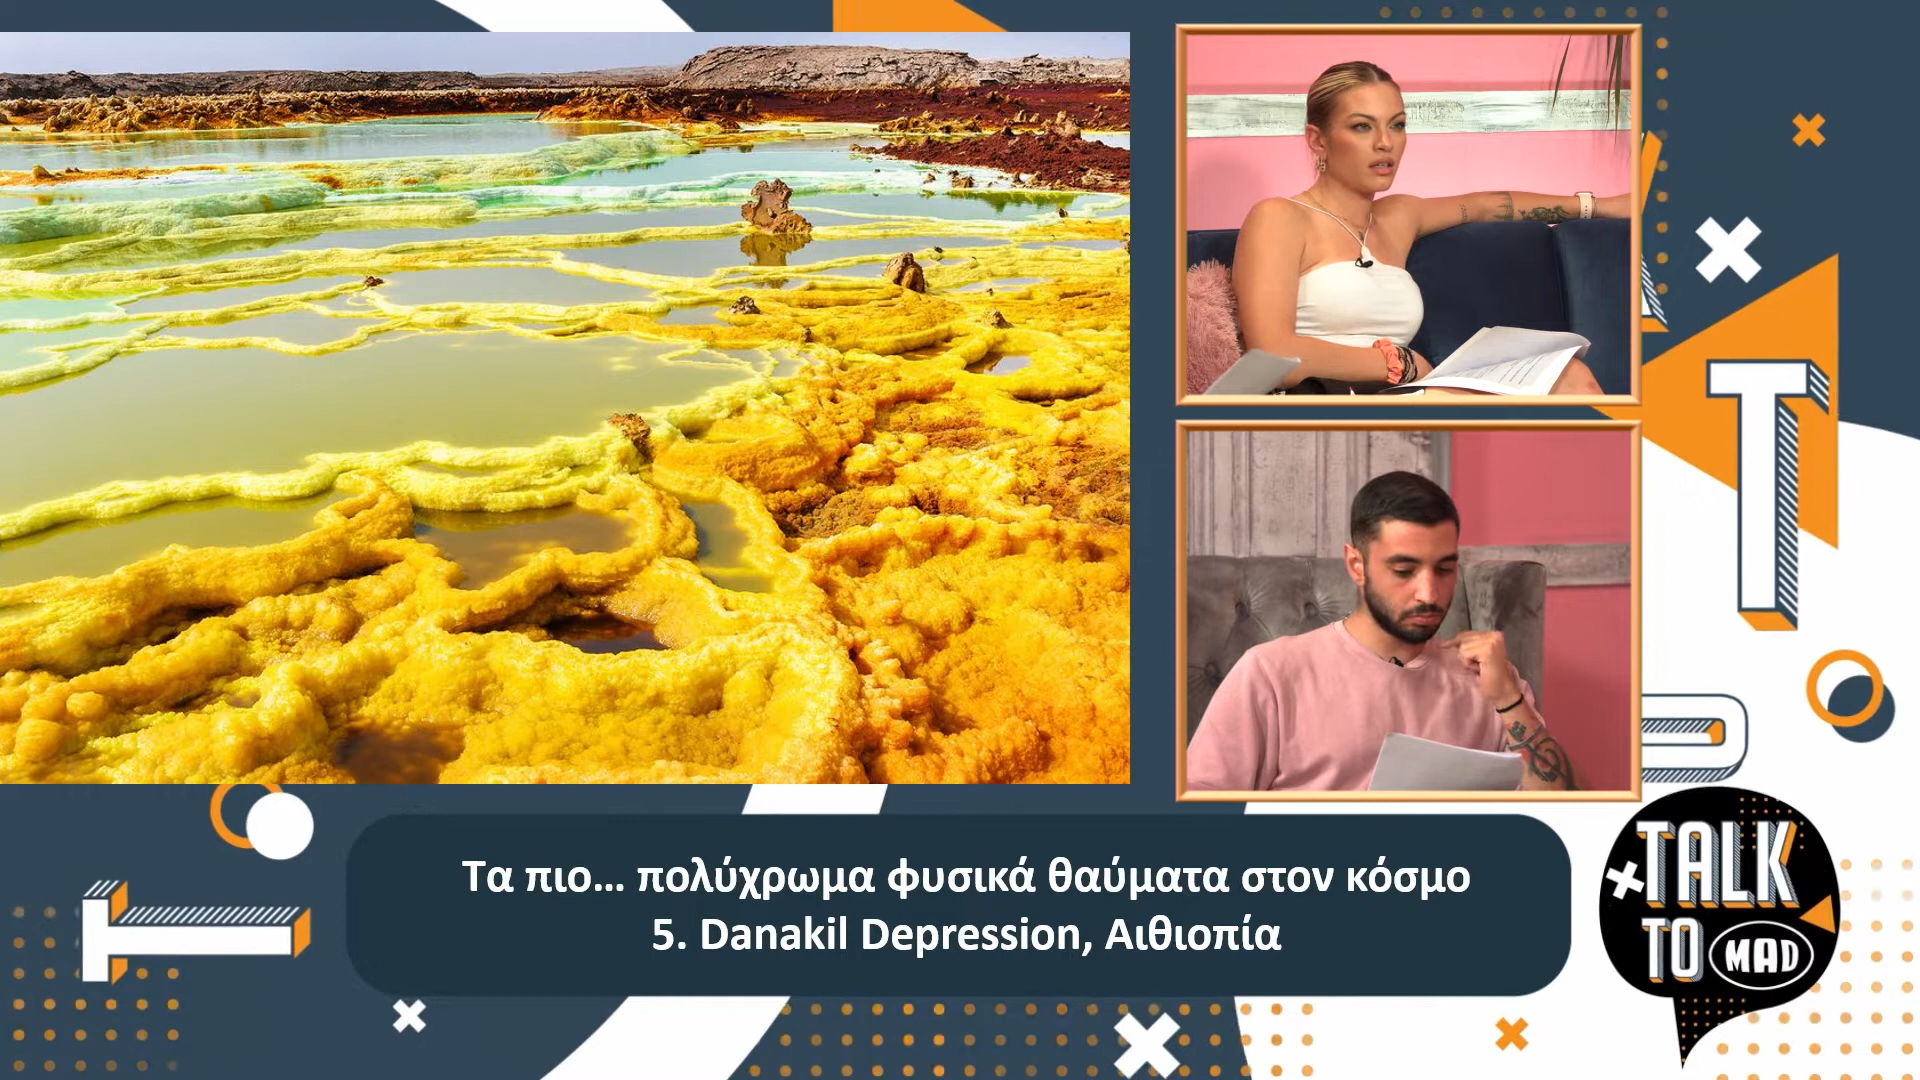 Τα πιο... πολύχρωμα φυσικά θαύματα στον κόσμο
5. Danakil Depression, Αιθιοπία
TALK
TO MAD